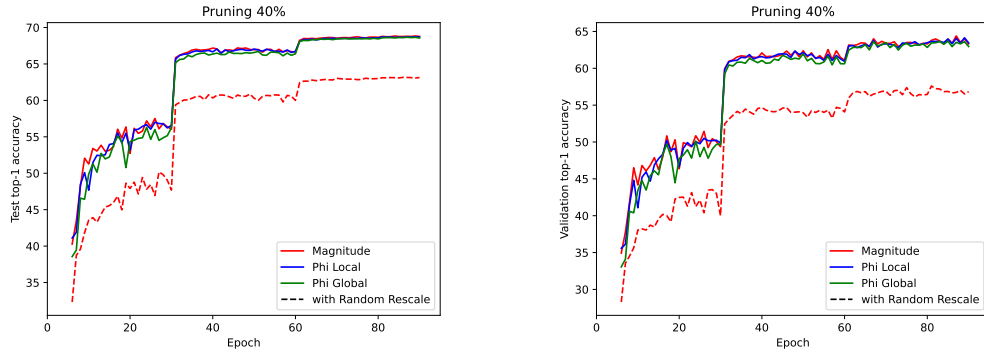 Pruning 40%
Test top-1 accuracy
70
65
60
55
50
45
40
35
0
20
40
60
80
Epoch
Magnitude
Phi Local
Phi Global
with Random Rescale
Pruning 40%
Validation top-1 accuracy
65
60
55
50
45
40
35
30
0
20
40
60
80
Epoch
Magnitude
Phi Local
Phi Global
with Random Rescale